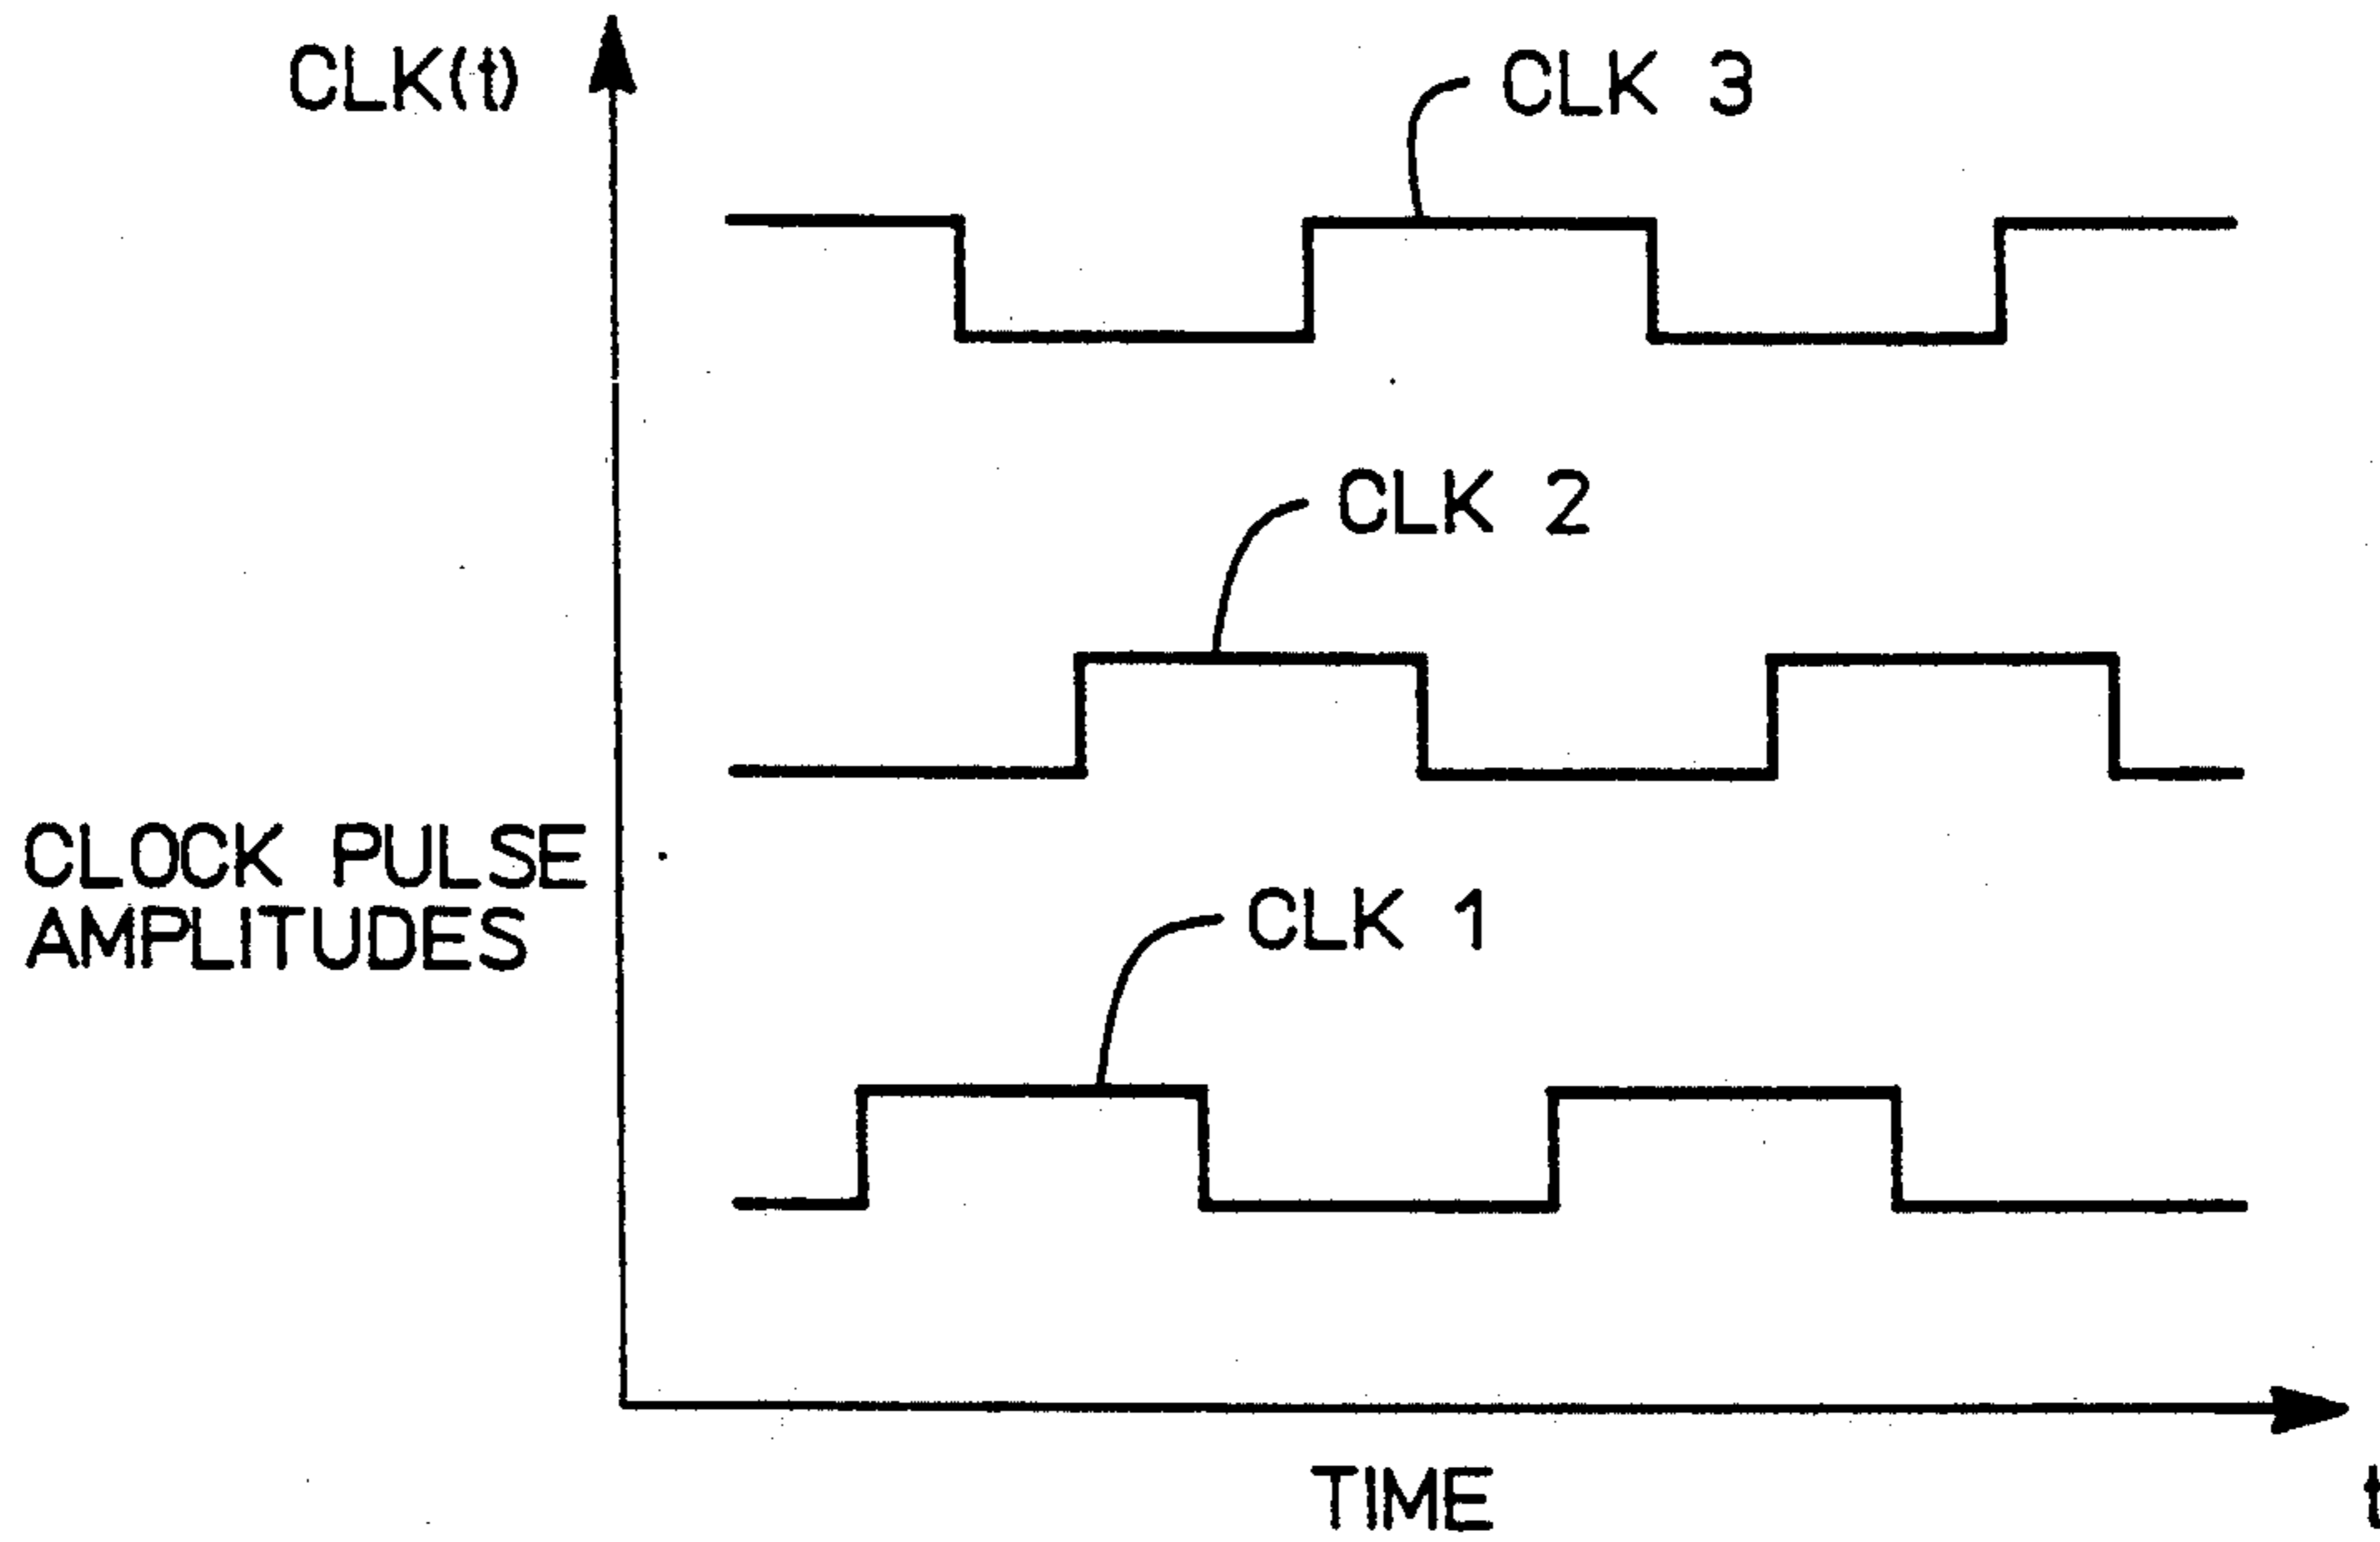 CLK(t)
CLK 3
CLK 2
CLOCK PULSE
AMPLITUDES
CLK 1
TIME
t